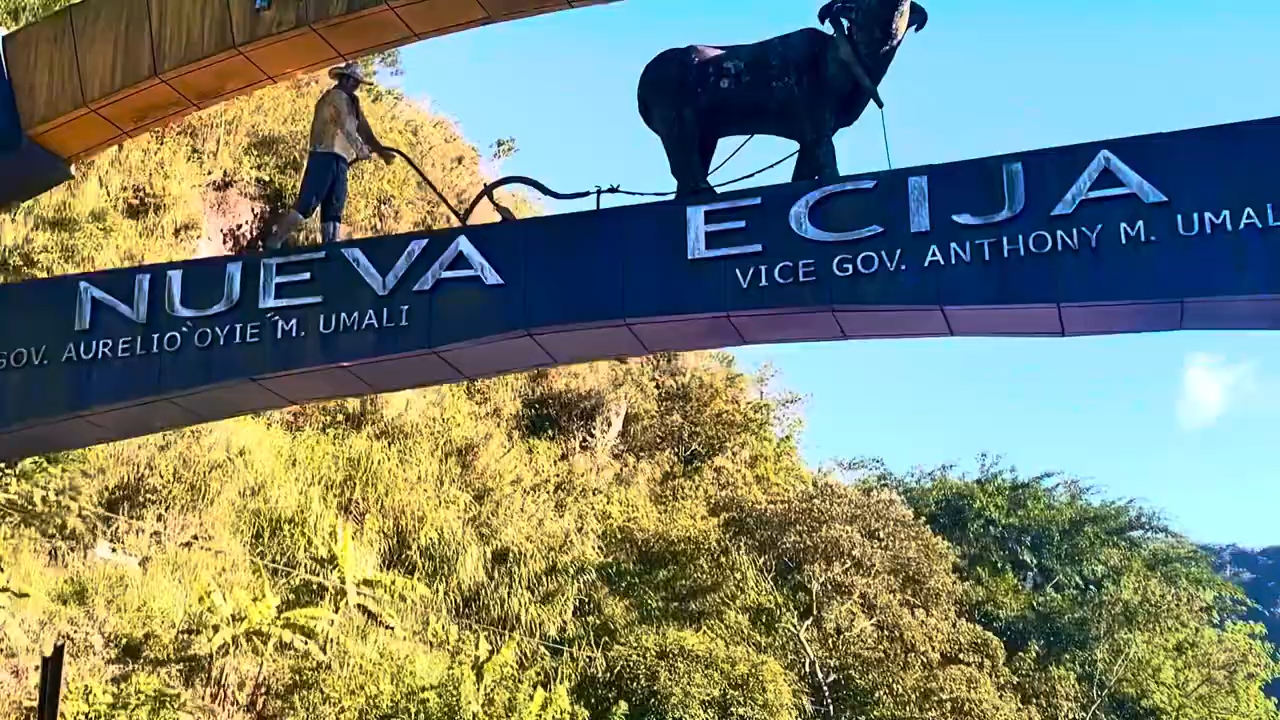 NUEVA ECIJA
GOV. AURELIO "OYIE" M. UMALI
VICE GOV. ANTHONY M. UMALI